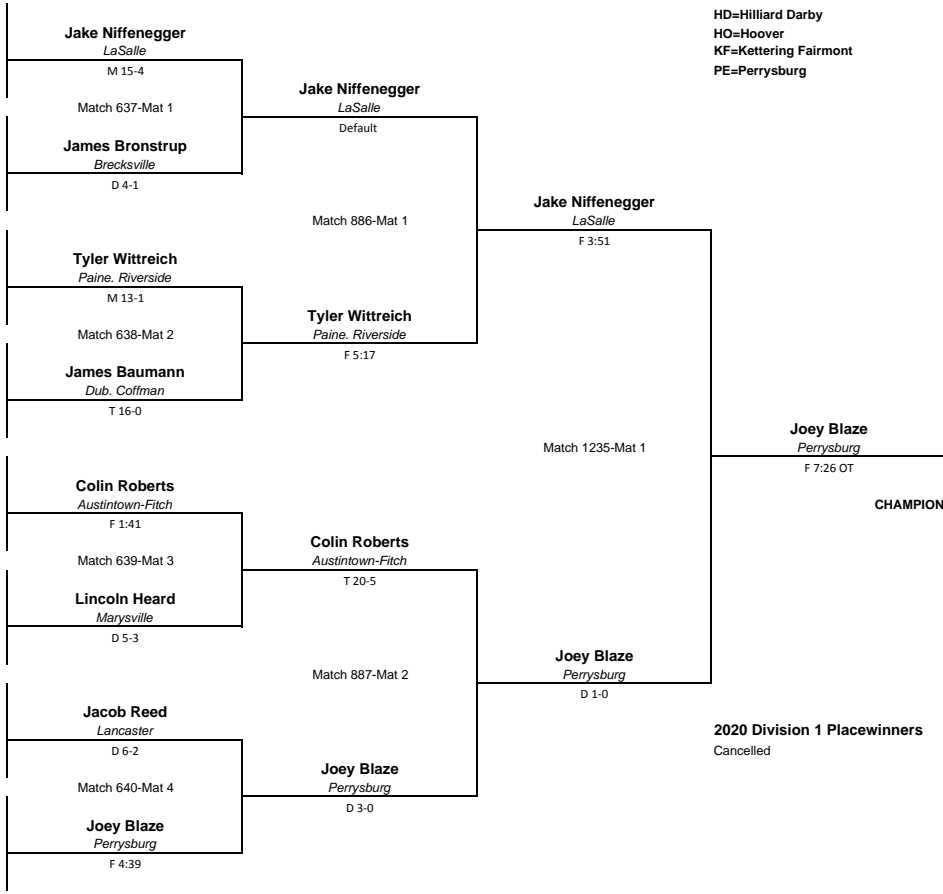 HD=Hilliard Darby
HO=Hoover
KF=Kettering Fairmont
PE=Perrysburg
Jake Niffenegger
LaSalle
M 15-4
Match 637-Mat 1
James Bronstrup
Brecksville
D 4-1
Tyler Wittreich
Paine. Riverside
M 13-1
Match 638-Mat 2
James Baumann
Dub. Coffman
T 16-0
Colin Roberts
Austintown-Fitch
F 1:41
Match 639-Mat 3
Lincoln Heard
Marysville
D 5-3
Jacob Reed
Lancaster
D 6-2
Match 640-Mat 4
Joey Blaze
Perrysburg
F 4:39
Jake Niffenegger
LaSalle
Default
Match 886-Mat 1
Tyler Wittreich
Paine. Riverside
F 5:17
Colin Roberts
Austintown-Fitch
T 20-5
Match 887-Mat 2
Joey Blaze
Perrysburg
D 3-0
Jake Niffenegger
LaSalle
F 3:51
Match 1235-Mat 1
Joey Blaze
Perrysburg
D 1-0
Joey Blaze
Perrysburg
F 7:26 OT
CHAMPION
2020 Division 1 Placewinners
Cancelled